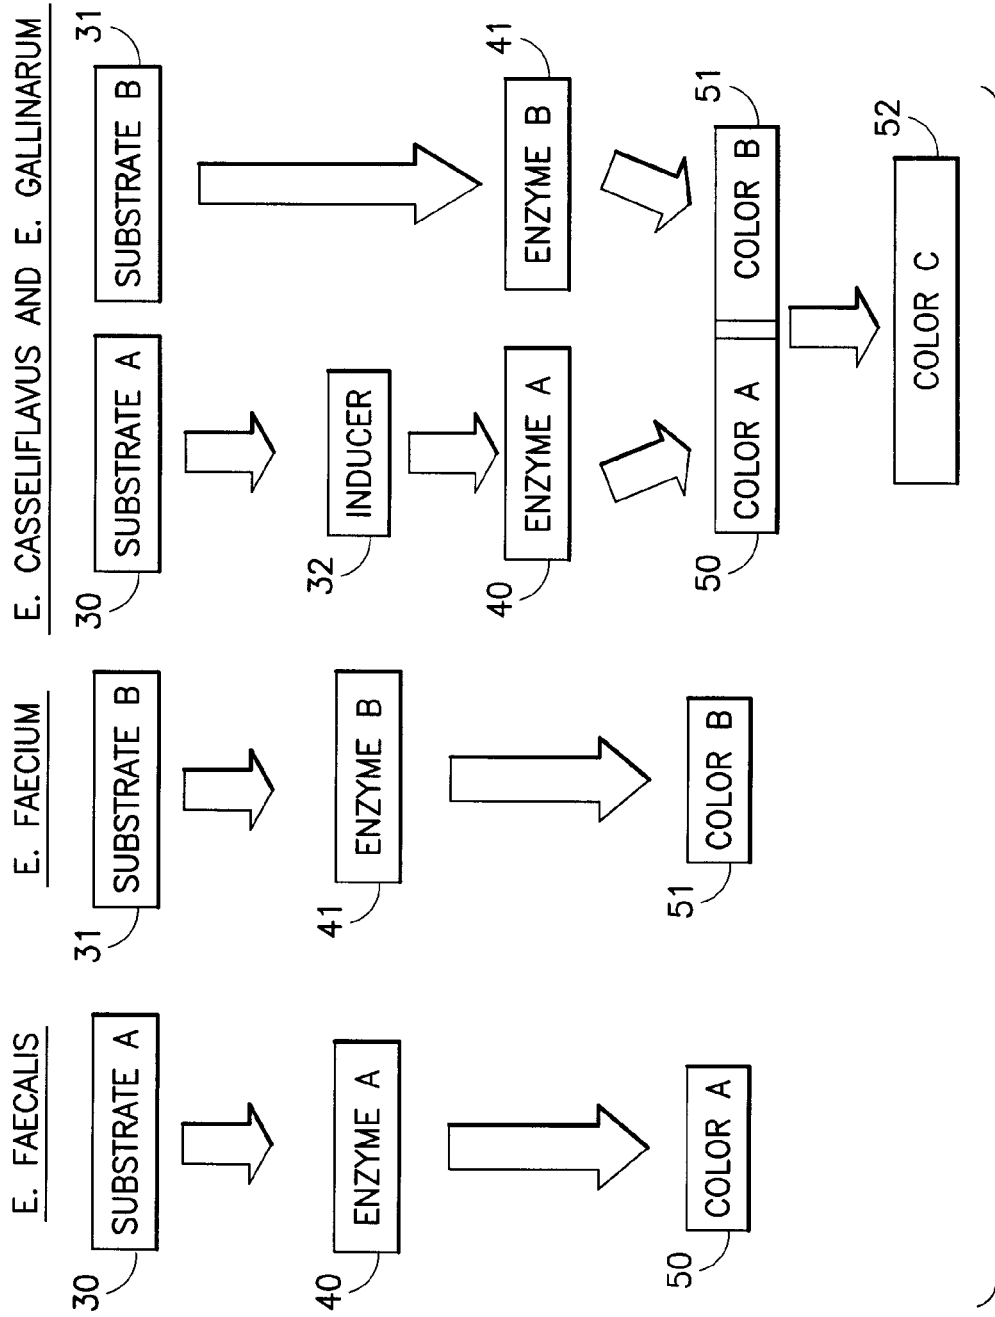 E. FAECALIS
30
SUBSTRATE A
40
ENZYME A
50
COLOR A
E. FAECIUM
31
SUBSTRATE B
41
ENZYME B
51
COLOR B
E. CASSELIFLAVUS AND E. GALLINARUM
30
SUBSTRATE A
SUBSTRATE B
31
32
INDUCER
40
ENZYME A
ENZYME B
41
50
COLOR A
COLOR B
51
COLOR C
52